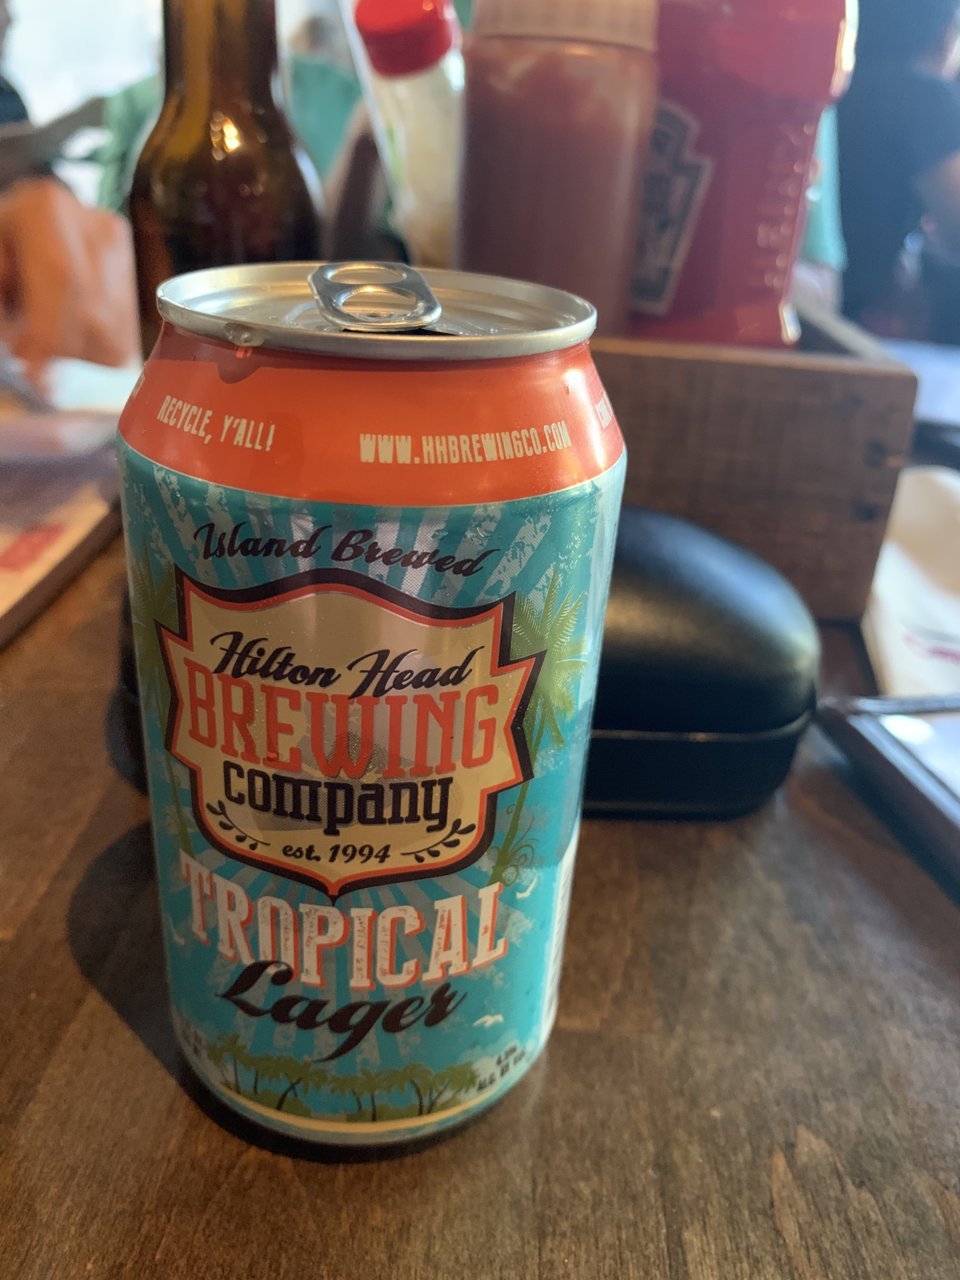 RECYCLE, Y'ALL!
WWW.HHBREWINGCO.COM
Island Brewed
Hilton Head
BREWING
company
est. 1994
TROPICAL
Lager